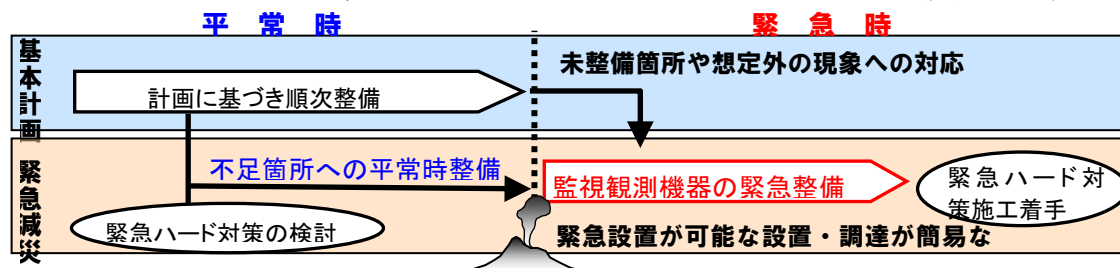 平常時
緊急時
基本計画
未整備箇所や想定外の現象への対応
計画に基づき順次整備
緊急減災
不足箇所への平常時整備
監視観測機器の緊急整備
緊急ハード対
策施工着手
緊急ハード対策の検討
緊急設置が可能な設置・調達が簡易な